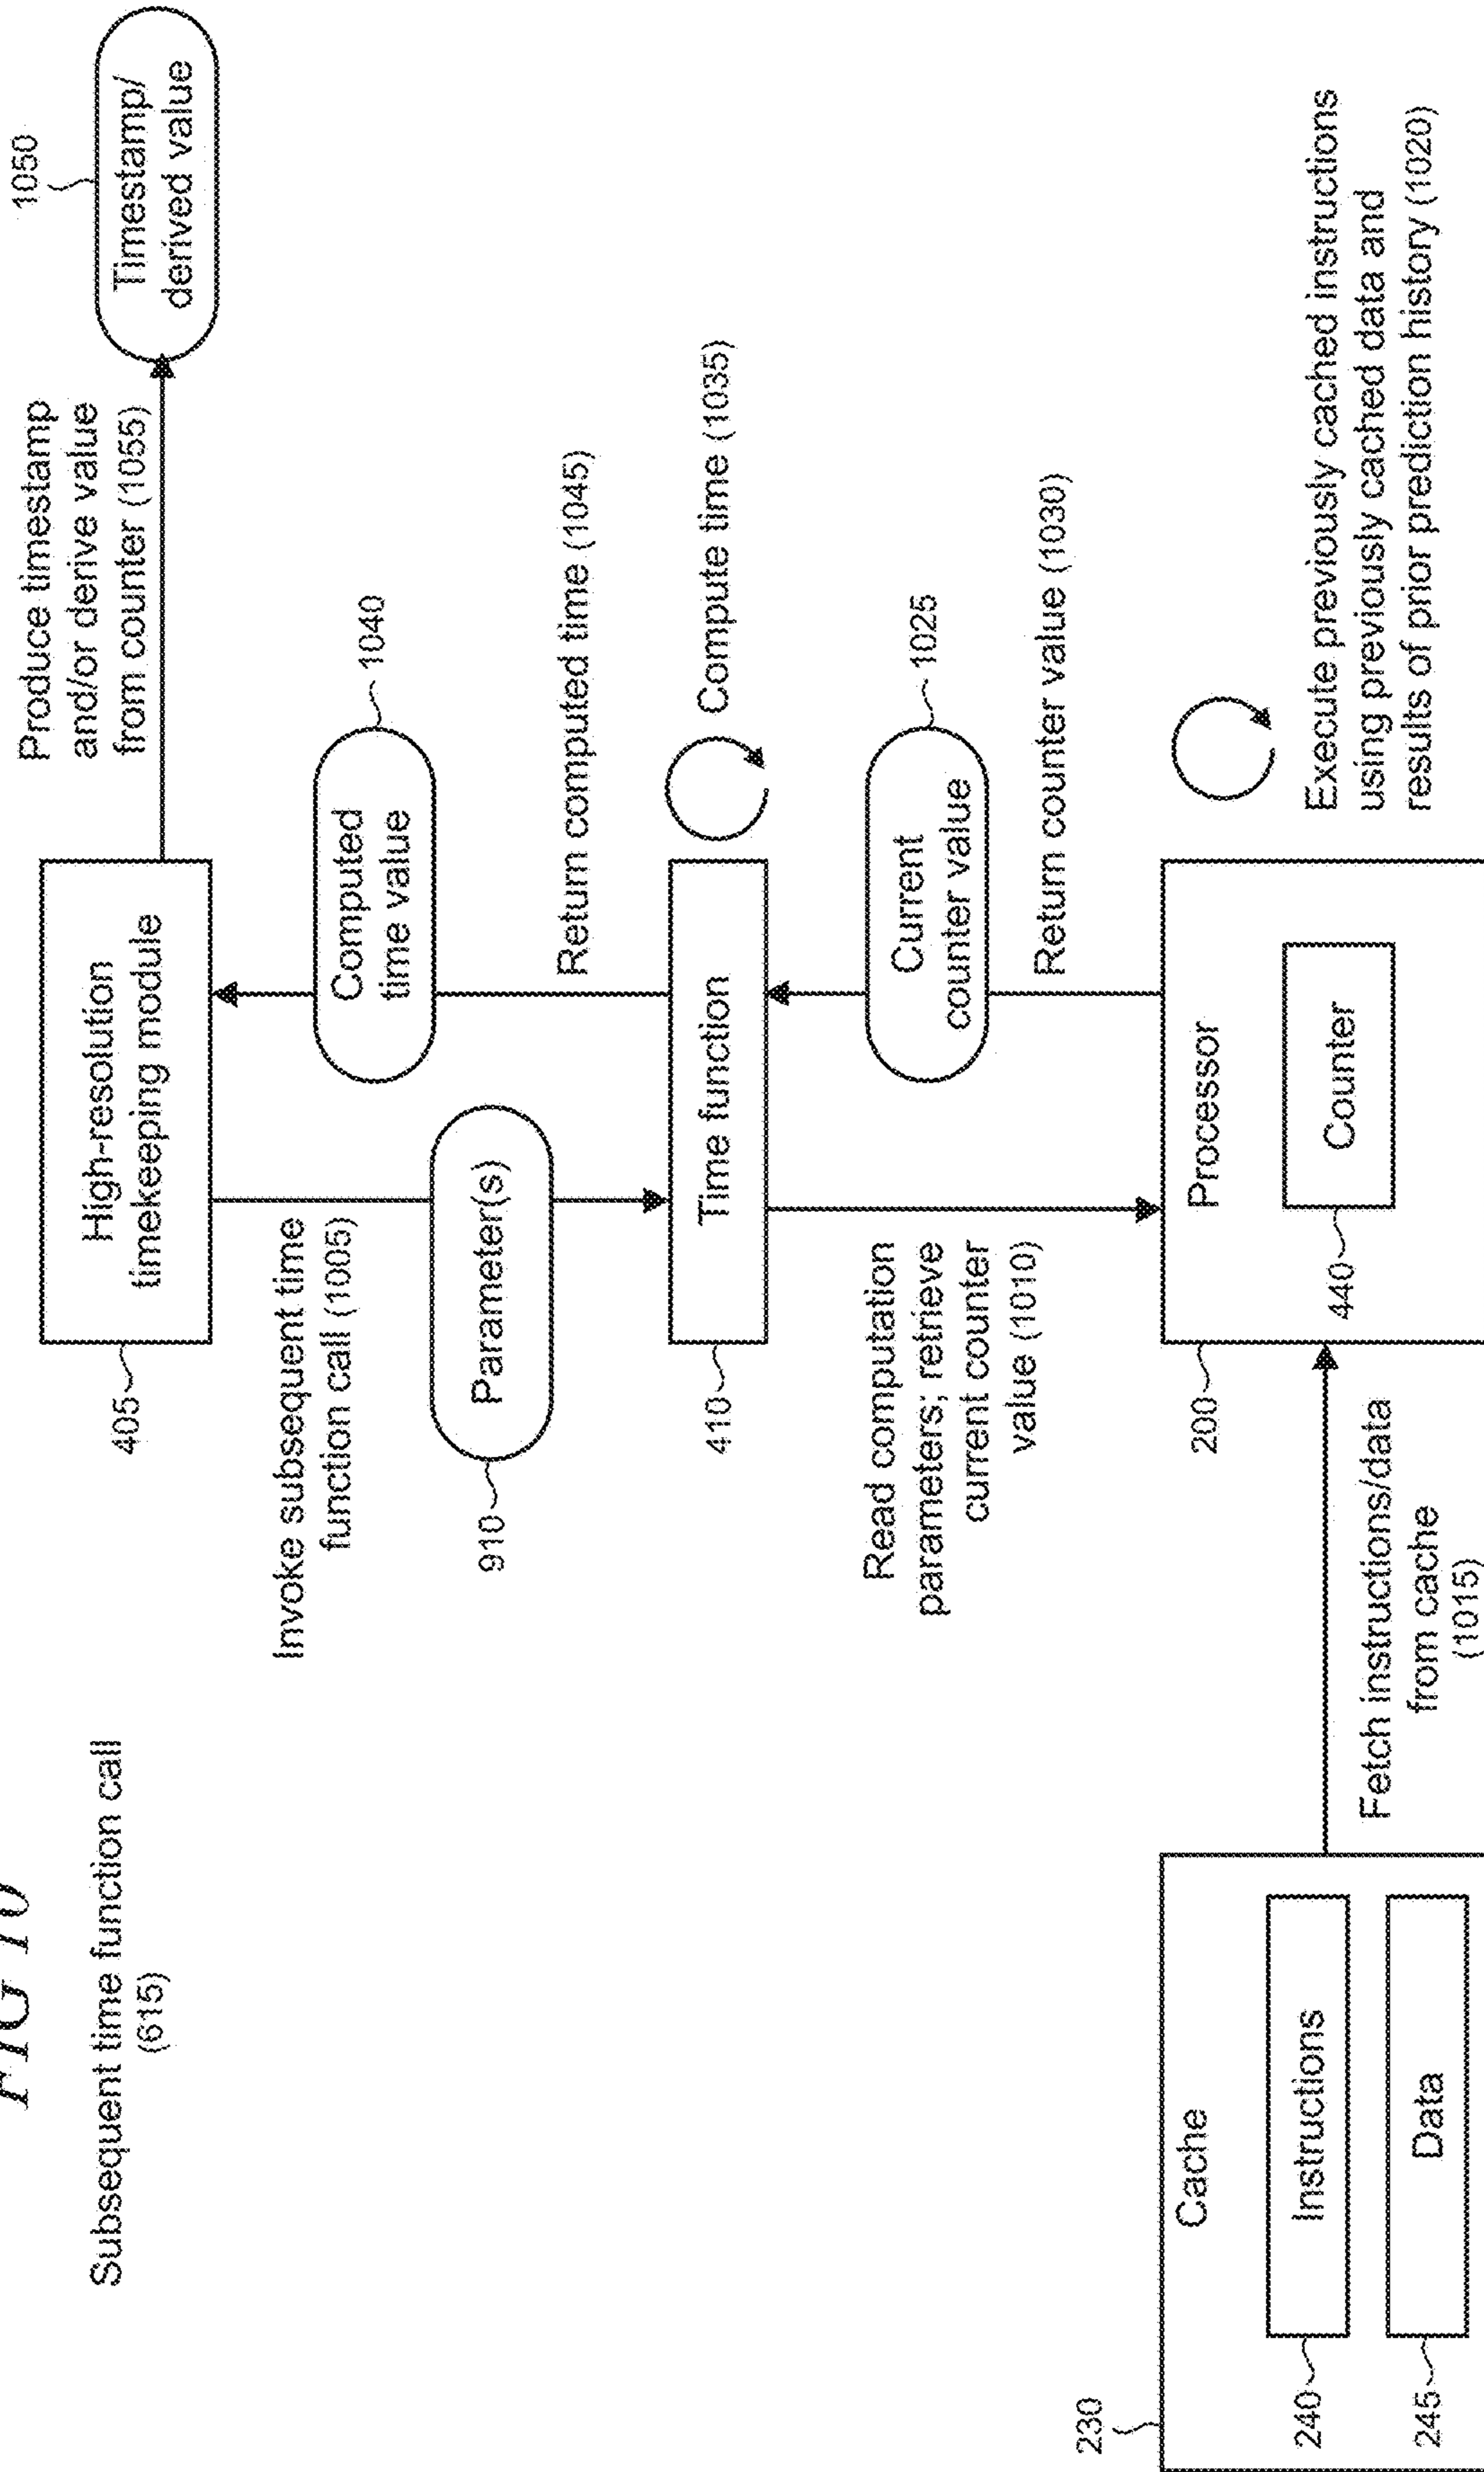 FIG 10
Subsequent time function call
(615)
High-resolution
timekeeping module
405
Produce timestamp
and/or derive value
from counter (1055)
1050
Timestamp/
derived value
Invoke subsequent time
function call (1005)
910
Parameter(s)
Computed
time value
1040
Return computed time (1045)
410
Time function
Compute time (1035)
Read computation
parameters; retrieve
current counter
value (1010)
Current
counter value
1025
Return counter value (1030)
200
Processor
440
Counter
Execute previously cached instructions
using previously cached data and
results of prior prediction history (1020)
Fetch instructions/data
from cache
(1015)
230
Cache
240
Instructions
245
Data